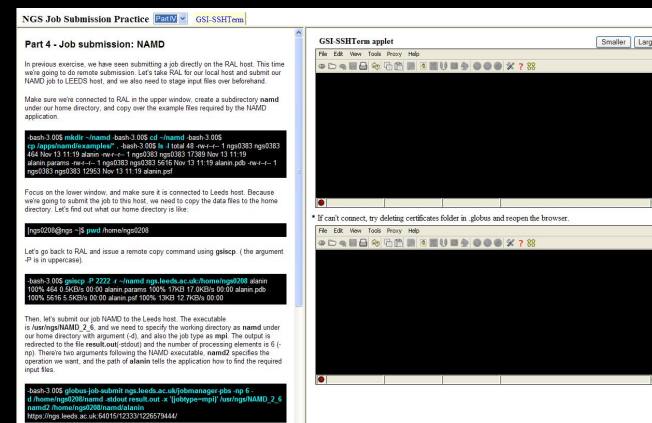 NGS Job Submission Practice Part IV GSI-SSHTerm
Part 4 - Job submission: NAMD
In previous exercise, we have seen submitting a job directly on the RAL host. This time
we're going to do remote submission. Let's take RAL for our local host and submit our
NAMD job to LEEDS host, and we also need to stage input files over beforehand.
Make sure we're connected to RAL in the upper window, create a subdirectory namd
under our home directory, and copy over the example files required by the NAMD
application.
-bash-3.00$ mkdir ~/namd -bash-3.00$ cd ~/namd -bash-3.00$
cp /apps/namd/examples/* . -bash-3.00$ ls -l total 48 -rw-r--r-- 1 ngs0383 ngs0383
464 Nov 13 11:19 alanin -rw-r--r-- 1 ngs0383 ngs0383 17389 Nov 13 11:19
alanin.params -rw-r--r-- 1 ngs0383 ngs0383 5616 Nov 13 11:19 alanin.pdb -rw-r--r-- 1
ngs0383 ngs0383 12953 Nov 13 11:19 alanin.psf
Focus on the lower window, and make sure it is connected to Leeds host. Because
we're going to submit the job to this host, we need to copy the data files to the home
directory. Let's find out what our home directory is like:
[ngs0208@ngs ~]$ pwd /home/ngs0208
Let's go back to RAL and issue a remote copy command using gsiscp. ( the argument
-P is in uppercase).
-bash-3.00$ gsiscp -P 2222 -r ~/namd ngs.leeds.ac.uk:/home/ngs0208 alanin
100% 464 0.5KB/s 00:00 alanin.params 100% 17KB 17.0KB/s 00:00 alanin.pdb
100% 5616 5.5KB/s 00:00 alanin.psf 100% 13KB 12.7KB/s 00:00
Then, let's submit our job NAMD to the Leeds host. The executable
is /usr/ngs/NAMD_2_6, and we need to specify the working directory as namd under
our home directory with argument (-d), and also the job type as mpi. The output is
redirected to the file result.out(-stdout) and the number of processing elements is 6 (-
np). There're two arguments following the NAMD executable, namd2 specifies the
operation we want, and the path of alanin tells the application how to find the required
input files.
-bash-3.00$ globus-job-submit ngs.leeds.ac.uk/jobmanager-pbs -np 6 -
d /home/ngs0208/namd -stdout result.out -x '(jobtype=mpi)' /usr/ngs/NAMD_2_6
namd2 /home/ngs0208/namd/alanin
https://ngs.leeds.ac.uk:64015/12333/1226579444/
GSI-SSHTerm applet Smaller Larg
File Edit View Tools Proxy Help
* If can't connect, try deleting certificates folder in .globus and reopen the browser.
File Edit View Tools Proxy Help